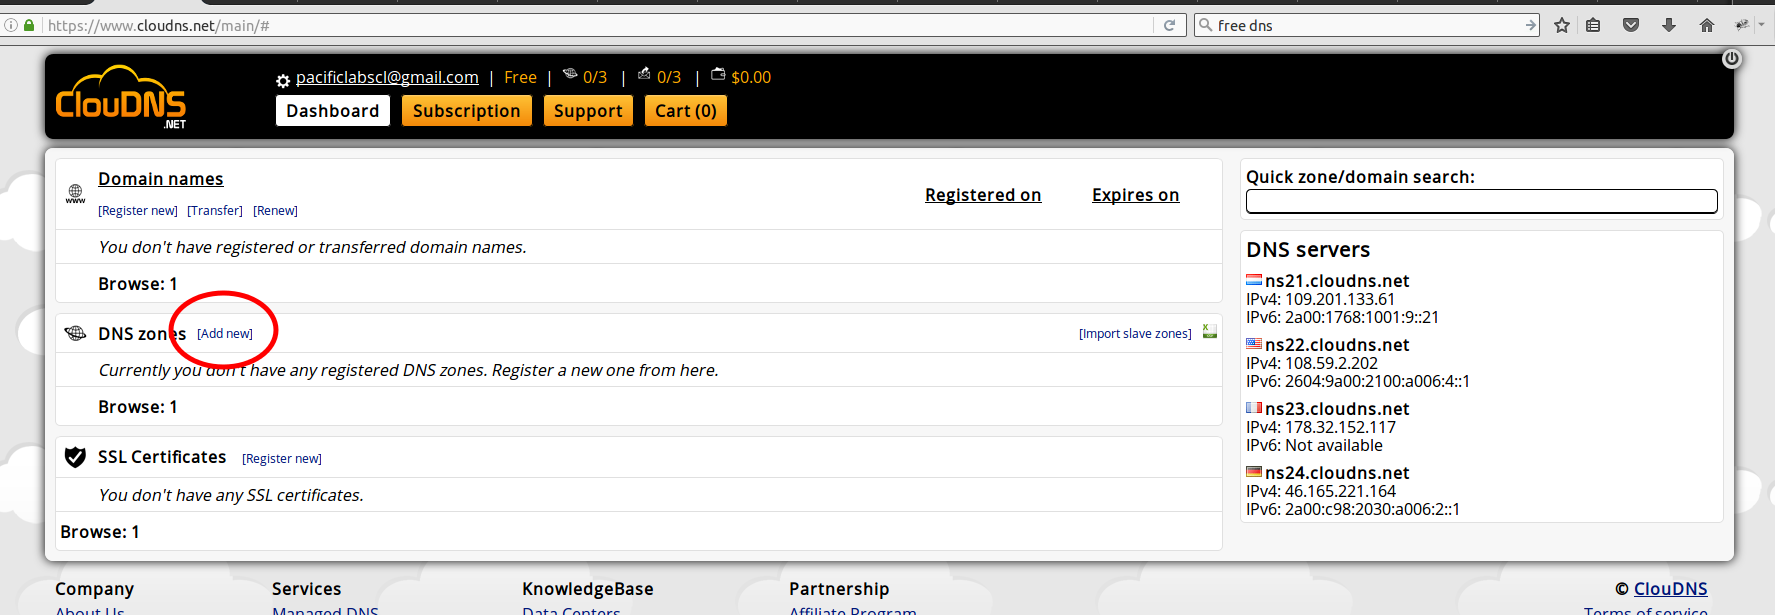 https://www.cloudns.net/main/#
free dns
ClouDNS
.NET
pacificlabscl@gmail.com | Free | 0/3 | 0/3 | $0.00
Dashboard Subscription Support Cart (0)
www
Domain names
Registered on Expires on
[Register new] [Transfer] [Renew]
You don't have registered or transferred domain names.
Browse: 1
DNS zones [Add new] [Import slave zones]
Currently you don't have any registered DNS zones. Register a new one from here.
Browse: 1
SSL Certificates [Register new]
You don't have any SSL certificates.
Browse: 1
Quick zone/domain search:
DNS servers
ns21.cloudns.net
IPv4: 109.201.133.61
IPv6: 2a00:1768:1001:9::21
ns22.cloudns.net
IPv4: 108.59.2.202
IPv6: 2604:9a00:2100:a006:4::1
ns23.cloudns.net
IPv4: 178.32.152.117
IPv6: Not available
ns24.cloudns.net
IPv4: 46.165.221.164
IPv6: 2a00:c98:2030:a006:2::1
Company Services KnowledgeBase Partnership © ClouDNS
About Us Managed DNS Data Centers Affiliate Program Terms of service